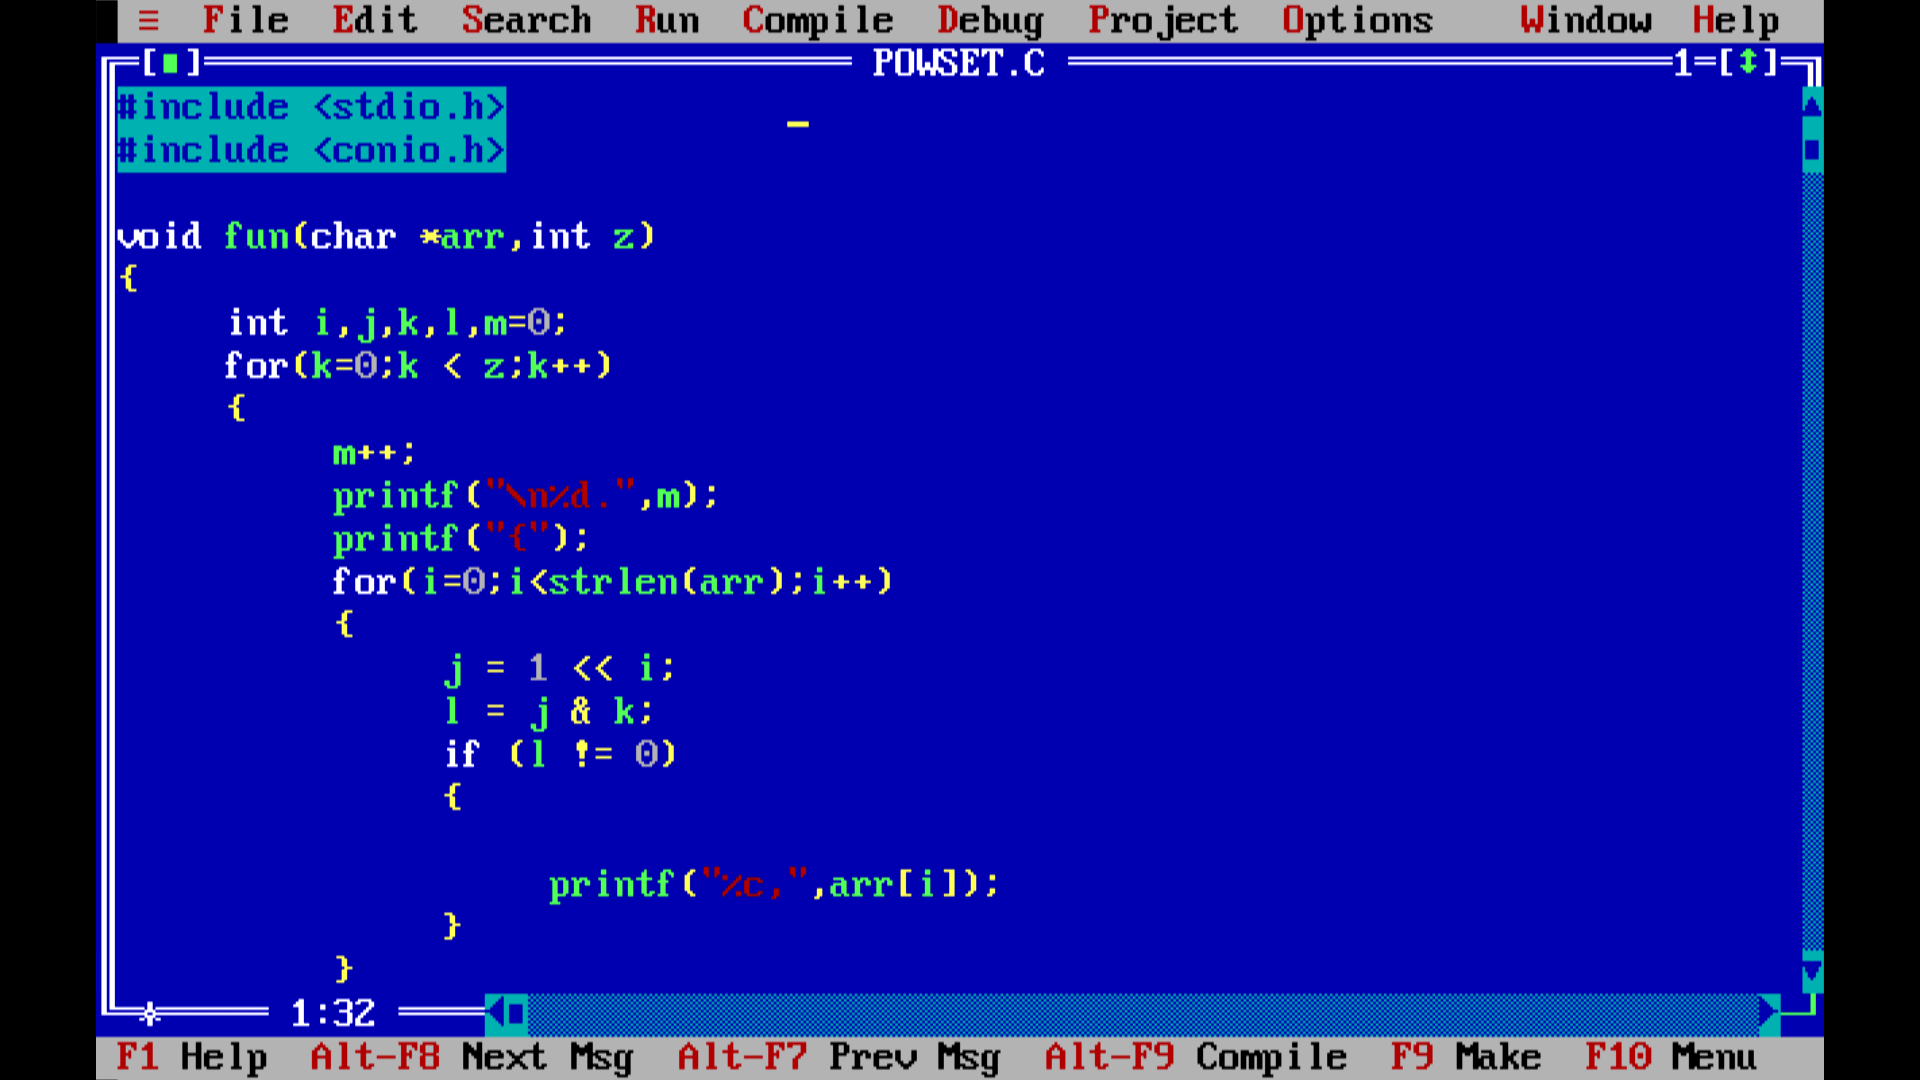 ≡ File Edit Search Run Compile Debug Project Options Window Help
[■] POWSET.C 1=[↕]
#include <stdio.h>
#include <conio.h>
void fun(char *arr,int z)
{
int i,j,k,l,m=0;
for(k=0;k < z;k++)
{
m++;
printf("\n%d.",m);
printf("{");
for(i=0;i<strlen(arr);i++)
{
j = 1 << i;
l = j & k;
if (l != 0)
{
printf("%c,",arr[i]);
}
}
1:32
F1 Help Alt-F8 Next Msg Alt-F7 Prev Msg Alt-F9 Compile F9 Make F10 Menu